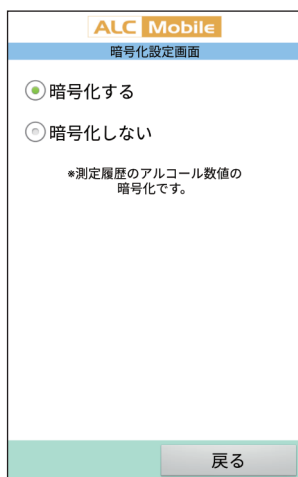 ALC Mobile
暗号化設定画面
暗号化する
暗号化しない
*測定履歴のアルコール数値の
暗号化です。
戻る